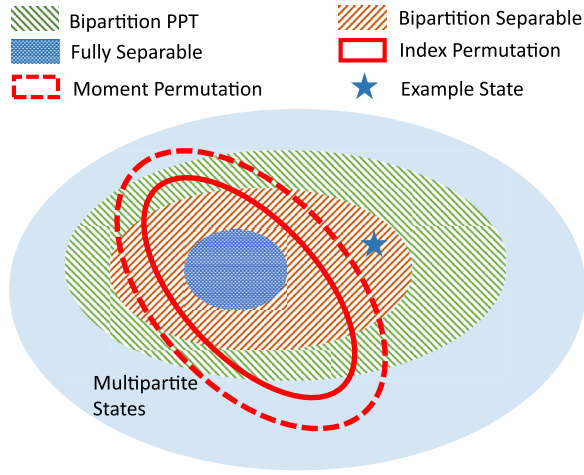 Bipartition PPT
Bipartition Separable
Fully Separable
Index Permutation
Moment Permutation
Example State
Multipartite
States